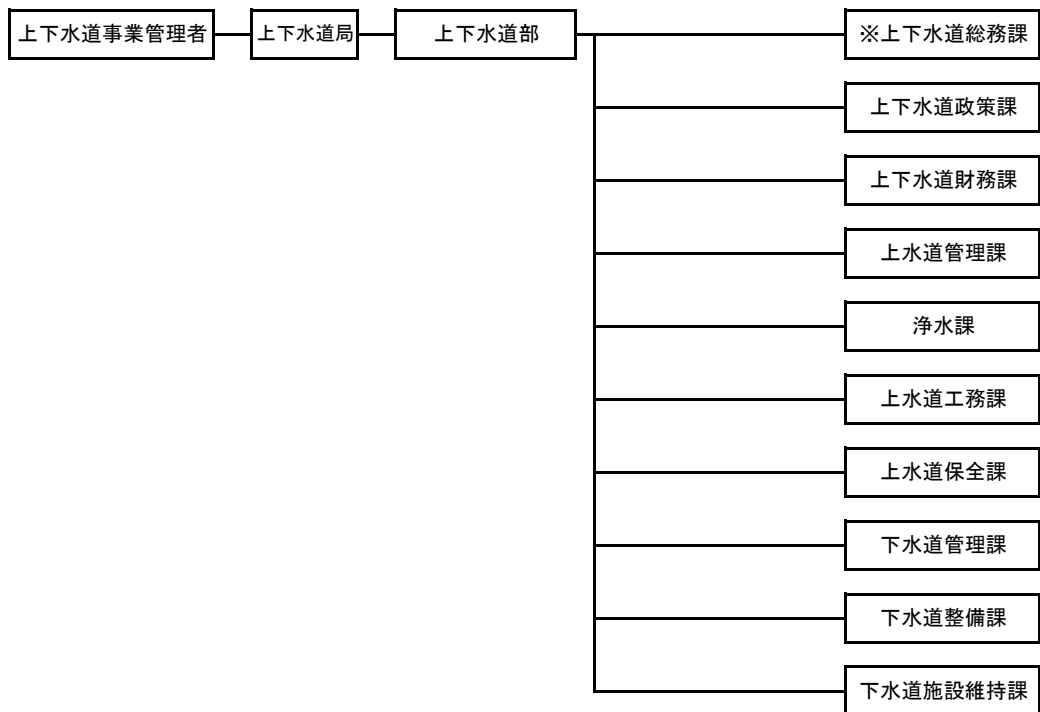 上下水道事業管理者
上下水道局
上下水道部
※上下水道総務課
上下水道政策課
上下水道財務課
上水道管理課
浄水課
上水道工務課
上水道保全課
下水道管理課
下水道整備課
下水道施設維持課